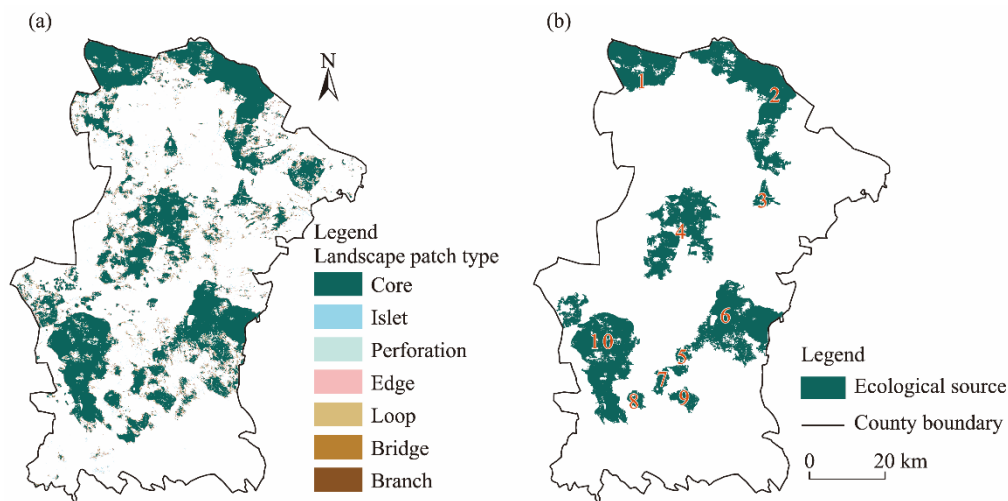 (a)
N
Legend
Landscape patch type
Core
Islet
Perforation
Edge
Loop
Bridge
Branch
(b)
1
2
3
4
6
10
5
7
8
9
Legend
Ecological source
County boundary
0 20 km